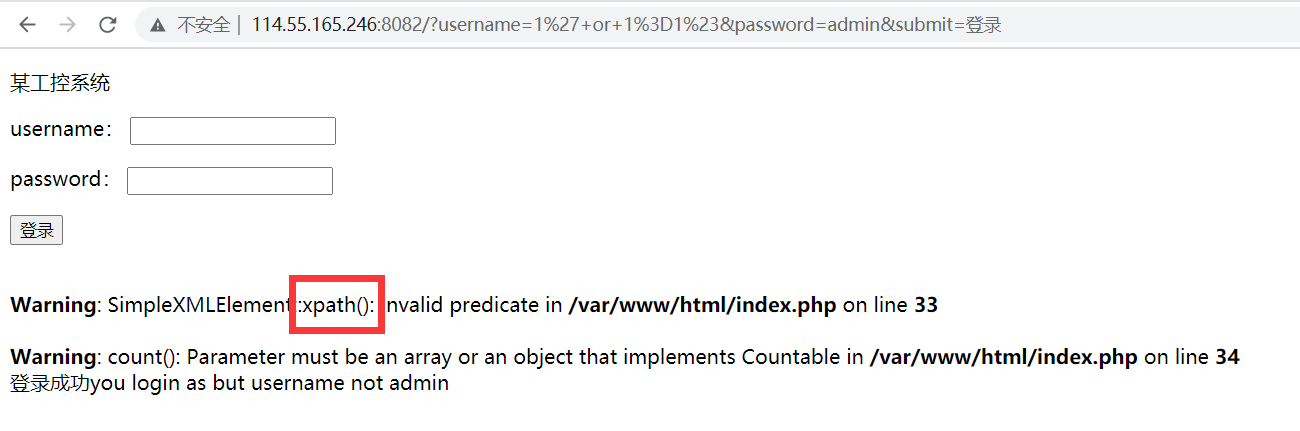 不安全 | 114.55.165.246:8082/?username=1%27+or+1%3D1%23&password=admin&submit=登录
某工控系统
username：
password：
登录
Warning: SimpleXMLElement::xpath(): Invalid predicate in /var/www/html/index.php on line 33
Warning: count(): Parameter must be an array or an object that implements Countable in /var/www/html/index.php on line 34
登录成功you login as but username not admin